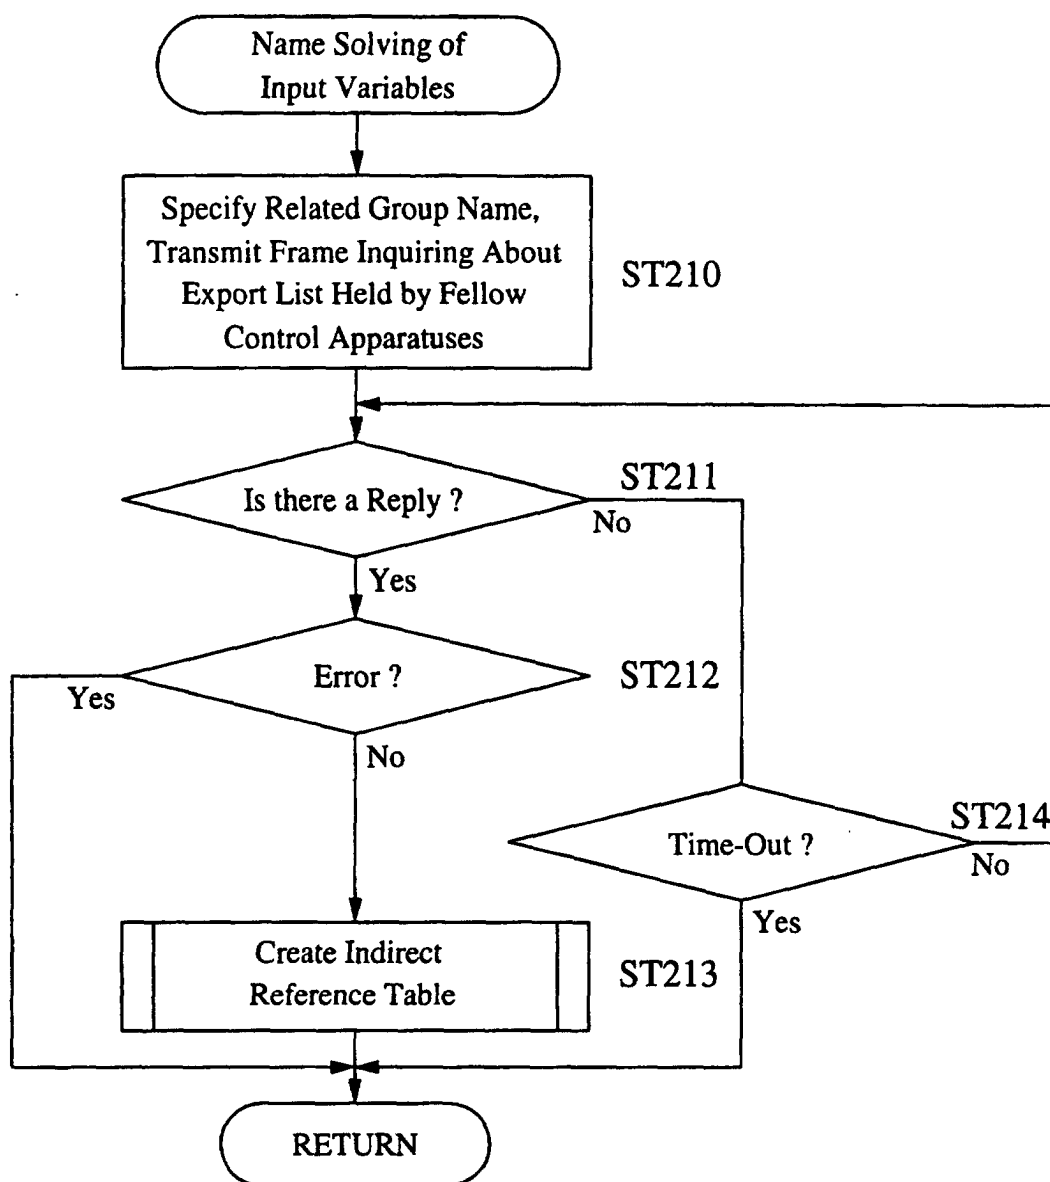 Name Solving of
Input Variables
Specify Related Group Name,
Transmit Frame Inquiring About
Export List Held by Fellow
Control Apparatuses
ST210
Is there a Reply ?
ST211
No
Yes
Error ?
ST212
Yes
No
Time-Out ?
ST214
No
Yes
Create Indirect
Reference Table
ST213
RETURN